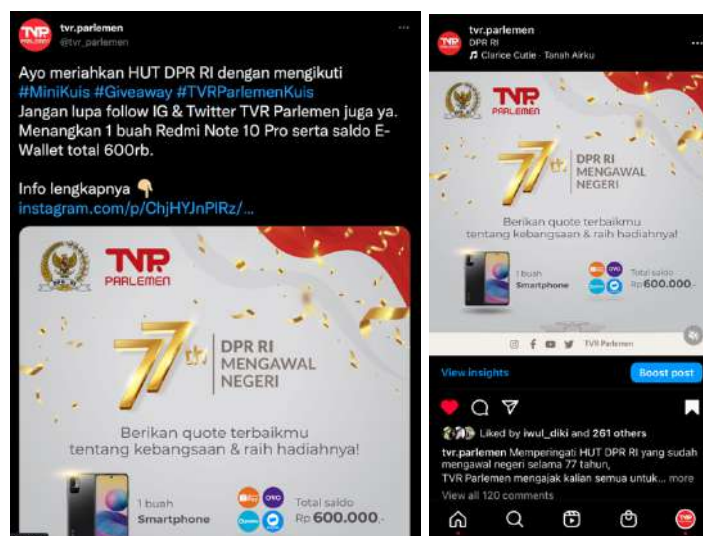 tvr.parlemen
@tvr_parlemen
Ayo meriahkan HUT DPR RI dengan mengikuti
#MiniKuis #Giveaway #TVRParlemenKuis
Jangan lupa follow IG & Twitter TVR Parlemen juga ya.
Menangkan 1 buah Redmi Note 10 Pro serta saldo E-
Wallet total 600rb.
Info lengkapnya 👇🏻
instagram.com/p/ChjHYJnPlRz/...
TVR
PARLEMEN
77th
DPR RI
MENGAWAL
NEGERI
Berikan quote terbaikmu
tentang kebangsaan & raih hadiahnya!
1 buah
Smartphone
OVO
Total saldo
Rp 600.000,-
tvr.parlemen
DPR RI
Clarice Cutie · Tanah Airku
TVR
PARLEMEN
77th
DPR RI
MENGAWAL
NEGERI
Berikan quote terbaikmu
tentang kebangsaan & raih hadiahnya!
1 buah
Smartphone
OVO
Total saldo
Rp 600.000,-
TVR Parlemen
View insights
Boost post
Liked by iwul_diki and 261 others
tvr.parlemen Memperingati HUT DPR RI yang sudah
mengawal negeri selama 77 tahun,
TVR Parlemen mengajak kalian semua untuk... more
View all 120 comments